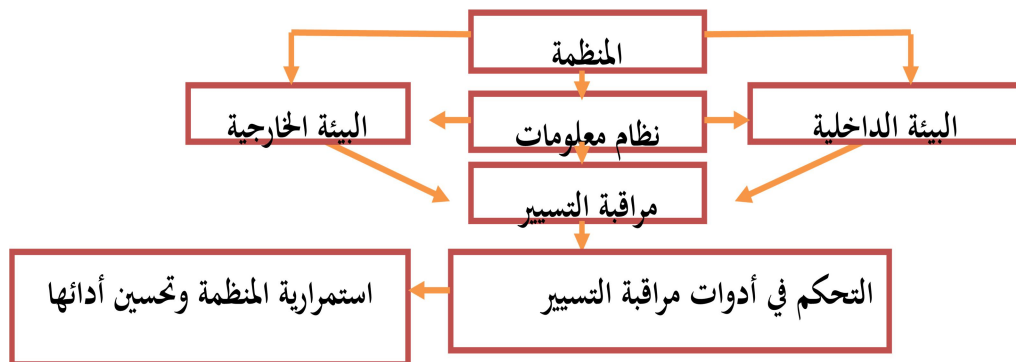 المنظمة
البيئة الداخلية
نظام معلومات
البيئة الخارجية
مراقبة التسيير
التحكم في أدوات مراقبة التسيير
استمرارية المنظمة وتحسين أدائها